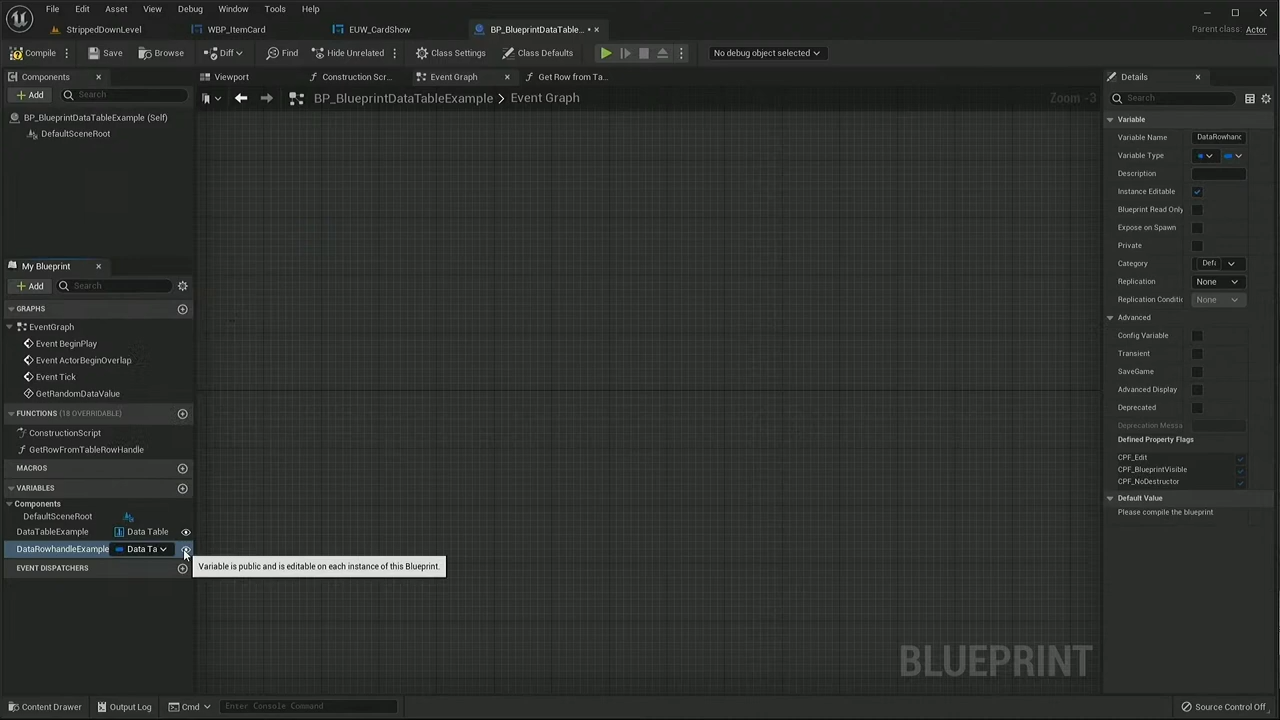 File Edit Asset View Debug Window Tools Help
StrippedDownLevel WBP_ItemCard EUW_CardShow BP_BlueprintDataTable...
Parent class: Actor
Compile Save Browse Diff Find Hide Unrelated Class Settings Class Defaults No debug object selected
Components Viewport Construction Scr... Event Graph Get Row from Ta... Details
Add Search
BP_BlueprintDataTableExample > Event Graph Zoom -3
Search
BP_BlueprintDataTableExample (Self)
DefaultSceneRoot
My Blueprint
Add Search
GRAPHS
EventGraph
Event BeginPlay
Event ActorBeginOverlap
Event Tick
GetRandomDataValue
FUNCTIONS (18 OVERRIDABLE)
ConstructionScript
GetRowFromTableRowHandle
MACROS
VARIABLES
Components
DefaultSceneRoot
DataTableExample Data Table
DataRowhandleExample Data Ta
Variable is public and is editable on each instance of this Blueprint.
EVENT DISPATCHERS
Variable
Variable Name DataRowhanc
Variable Type
Description
Instance Editable
Blueprint Read Only
Expose on Spawn
Private
Category Defa
Replication None
Replication Conditic None
Advanced
Config Variable
Transient
SaveGame
Advanced Display
Deprecated
Deprecation Messa
Defined Property Flags
CPF_Edit
CPF_BlueprintVisible
CPF_NoDestructor
Default Value
Please compile the blueprint
BLUEPRINT
Content Drawer Output Log Cmd Enter Console Command Source Control Off